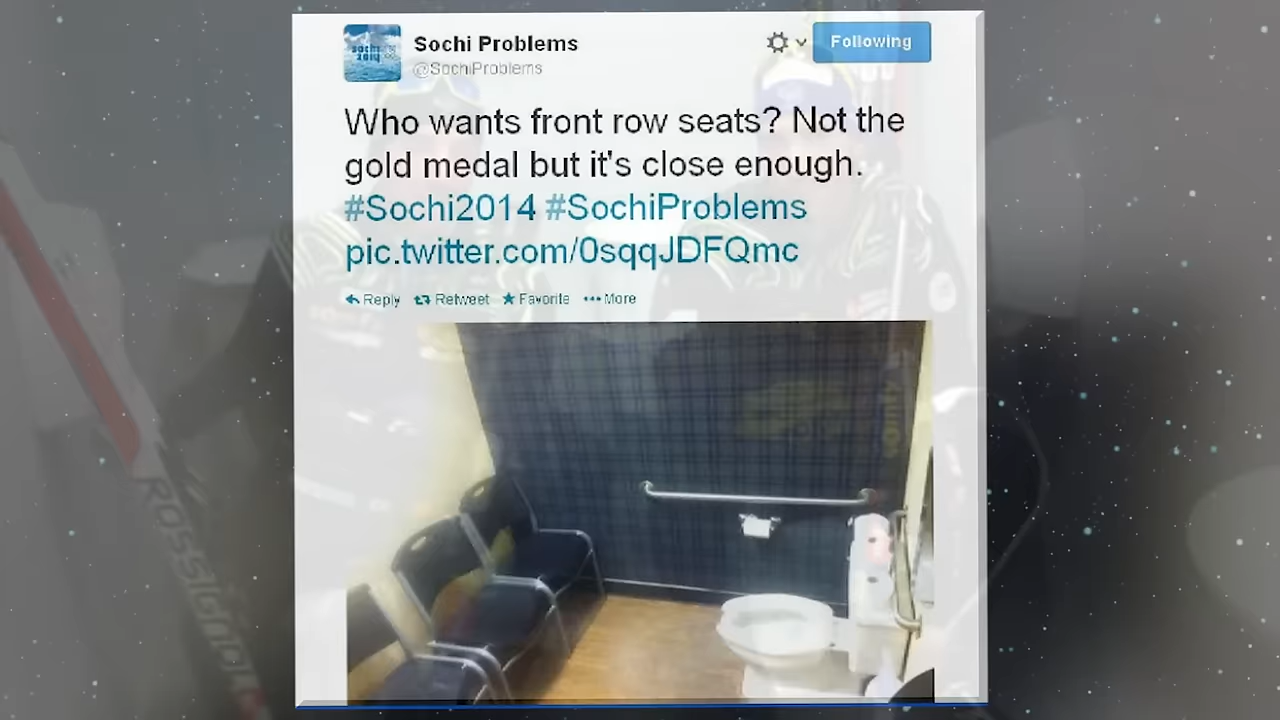 Sochi Problems
@SochiProblems
Following
Who wants front row seats? Not the
gold medal but it's close enough.
#Sochi2014 #SochiProblems
pic.twitter.com/0sqqJDFQmc
Reply Retweet Favorite More
ROSSIGNOL